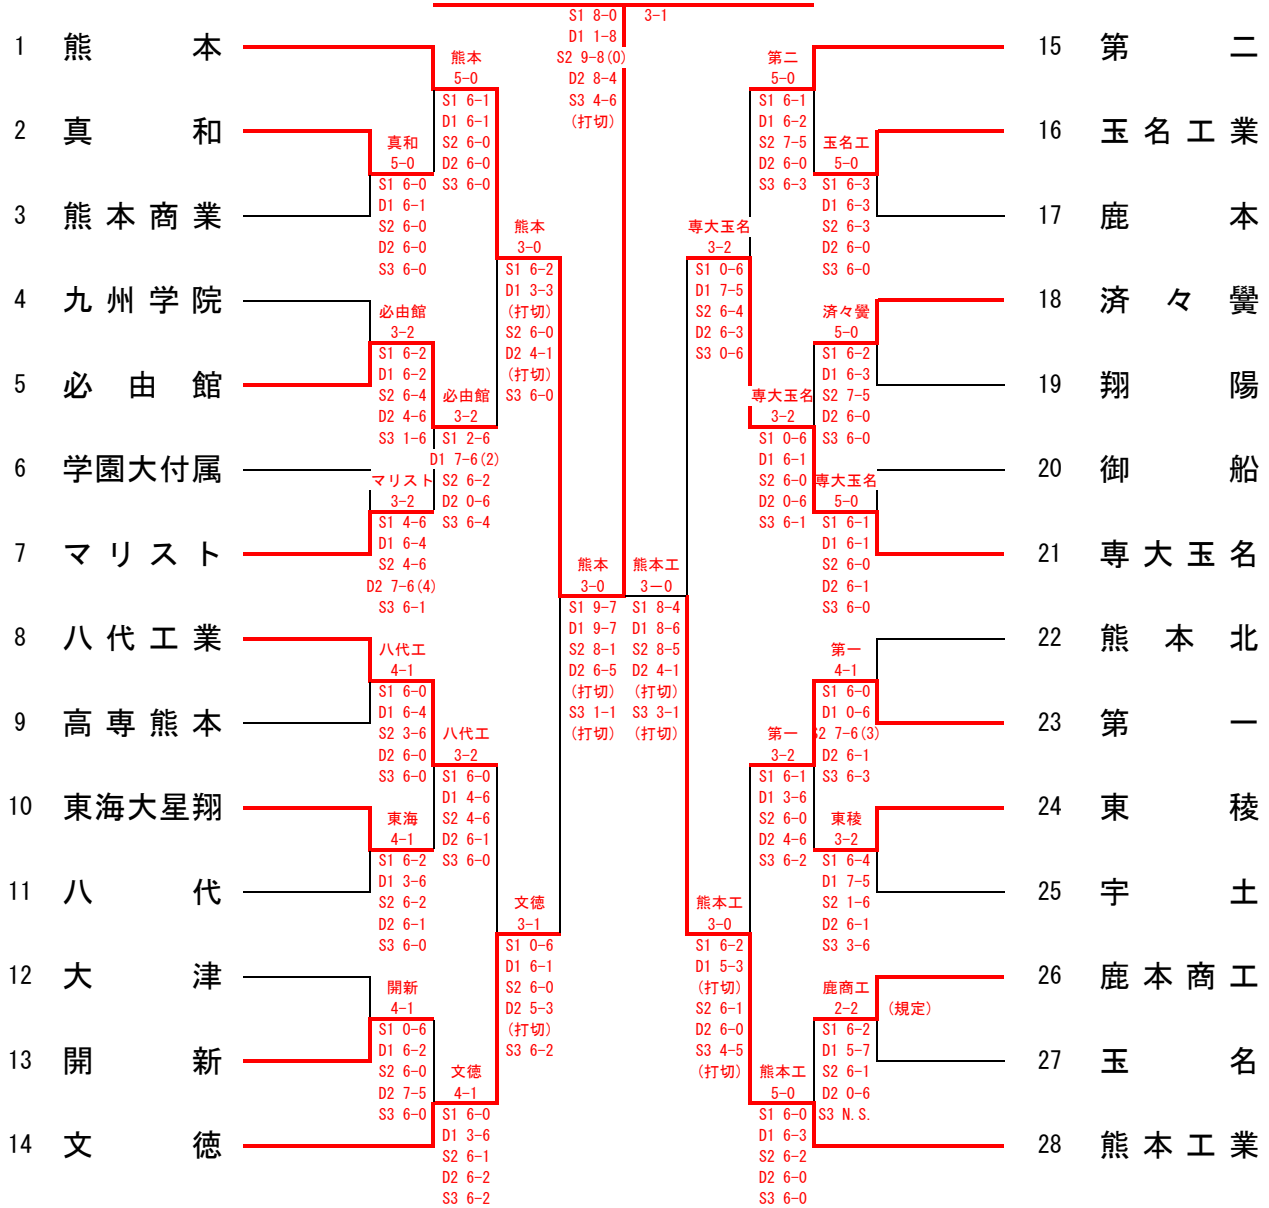 S1 8-0 3-1
D1 1-8
S2 9-8(0)
D2 8-4
S3 4-6
(打切)
1 熊本
2 真和
3 熊本商業
4 九州学院
5 必由館
6 学園大付属
7 マリスト
8 八代工業
9 高専熊本
10 東海大星翔
11 八代
12 大津
13 開新
14 文徳
真和
5-0
S1 6-0
D1 6-1
S2 6-0
D2 6-0
S3 6-0
必由館
3-2
S1 6-2
D1 6-2
S2 6-4
D2 4-6
S3 1-6
マリスト
3-2
S1 4-6
D1 6-4
S2 4-6
D2 7-6(4)
S3 6-1
八代工
4-1
S1 6-0
D1 6-4
S2 3-6
D2 6-0
S3 6-0
東海
4-1
S1 6-2
D1 3-6
S2 6-2
D2 6-1
S3 6-0
開新
4-1
S1 0-6
D1 6-2
S2 6-0
D2 7-5
S3 6-0
熊本
5-0
S1 6-1
D1 6-1
S2 6-0
D2 6-0
S3 6-0
必由館
3-2
S1 2-6
D1 7-6(2)
S2 6-2
D2 0-6
S3 6-4
八代工
3-2
S1 6-0
D1 4-6
S2 4-6
D2 6-1
S3 6-0
文徳
4-1
S1 6-0
D1 3-6
S2 6-1
D2 6-2
S3 6-2
熊本
3-0
S1 6-2
D1 3-3
(打切)
S2 6-0
D2 4-1
(打切)
S3 6-0
文徳
3-1
S1 0-6
D1 6-1
S2 6-0
D2 5-3
(打切)
S3 6-2
熊本
3-0
S1 9-7
D1 9-7
S2 8-1
D2 6-5
(打切)
S3 1-1
(打切)
熊本工
3－0
S1 8-4
D1 8-6
S2 8-5
D2 4-1
(打切)
S3 3-1
(打切)
専大玉名
3-2
S1 0-6
D1 7-5
S2 6-4
D2 6-3
S3 0-6
熊本工
3-0
S1 6-2
D1 5-3
(打切)
S2 6-1
D2 6-0
S3 4-5
(打切)
第二
5-0
S1 6-1
D1 6-2
S2 7-5
D2 6-0
S3 6-3
専大玉名
3-2
S1 0-6
D1 6-1
S2 6-0
D2 0-6
S3 6-1
第一
3-2
S1 6-1
D1 3-6
S2 6-0
D2 4-6
S3 6-2
熊本工
5-0
S1 6-0
D1 6-3
S2 6-2
D2 6-0
S3 6-0
玉名工
5-0
S1 6-3
D1 6-3
S2 6-3
D2 6-0
S3 6-0
済々黌
5-0
S1 6-2
D1 6-3
S2 7-5
D2 6-0
S3 6-0
専大玉名
5-0
S1 6-1
D1 6-1
S2 6-0
D2 6-1
S3 6-0
第一
4-1
S1 6-0
D1 0-6
S2 7-6(3)
D2 6-1
S3 6-3
東稜
3-2
S1 6-4
D1 7-5
S2 1-6
D2 6-1
S3 3-6
鹿商工
2-2 (規定)
S1 6-2
D1 5-7
S2 6-1
D2 0-6
S3 N.S.
15 第二
16 玉名工業
17 鹿本
18 済々黌
19 翔陽
20 御船
21 専大玉名
22 熊本北
23 第一
24 東稜
25 宇土
26 鹿本商工
27 玉名
28 熊本工業